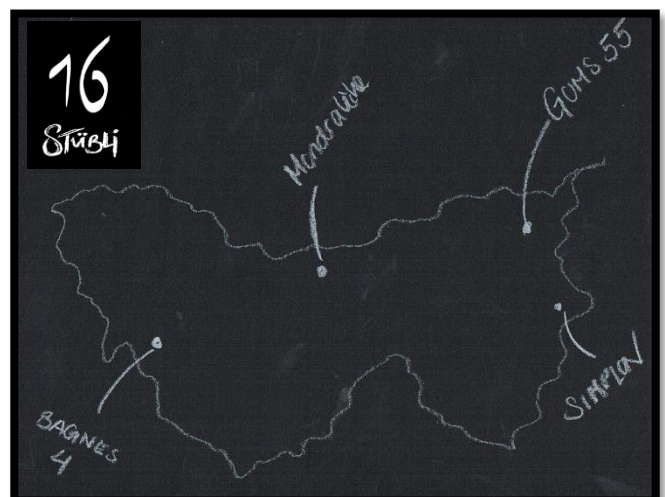 16
STÜBLI
Mondralèche
GOMS 55
BAGNES
4
SIMPLON